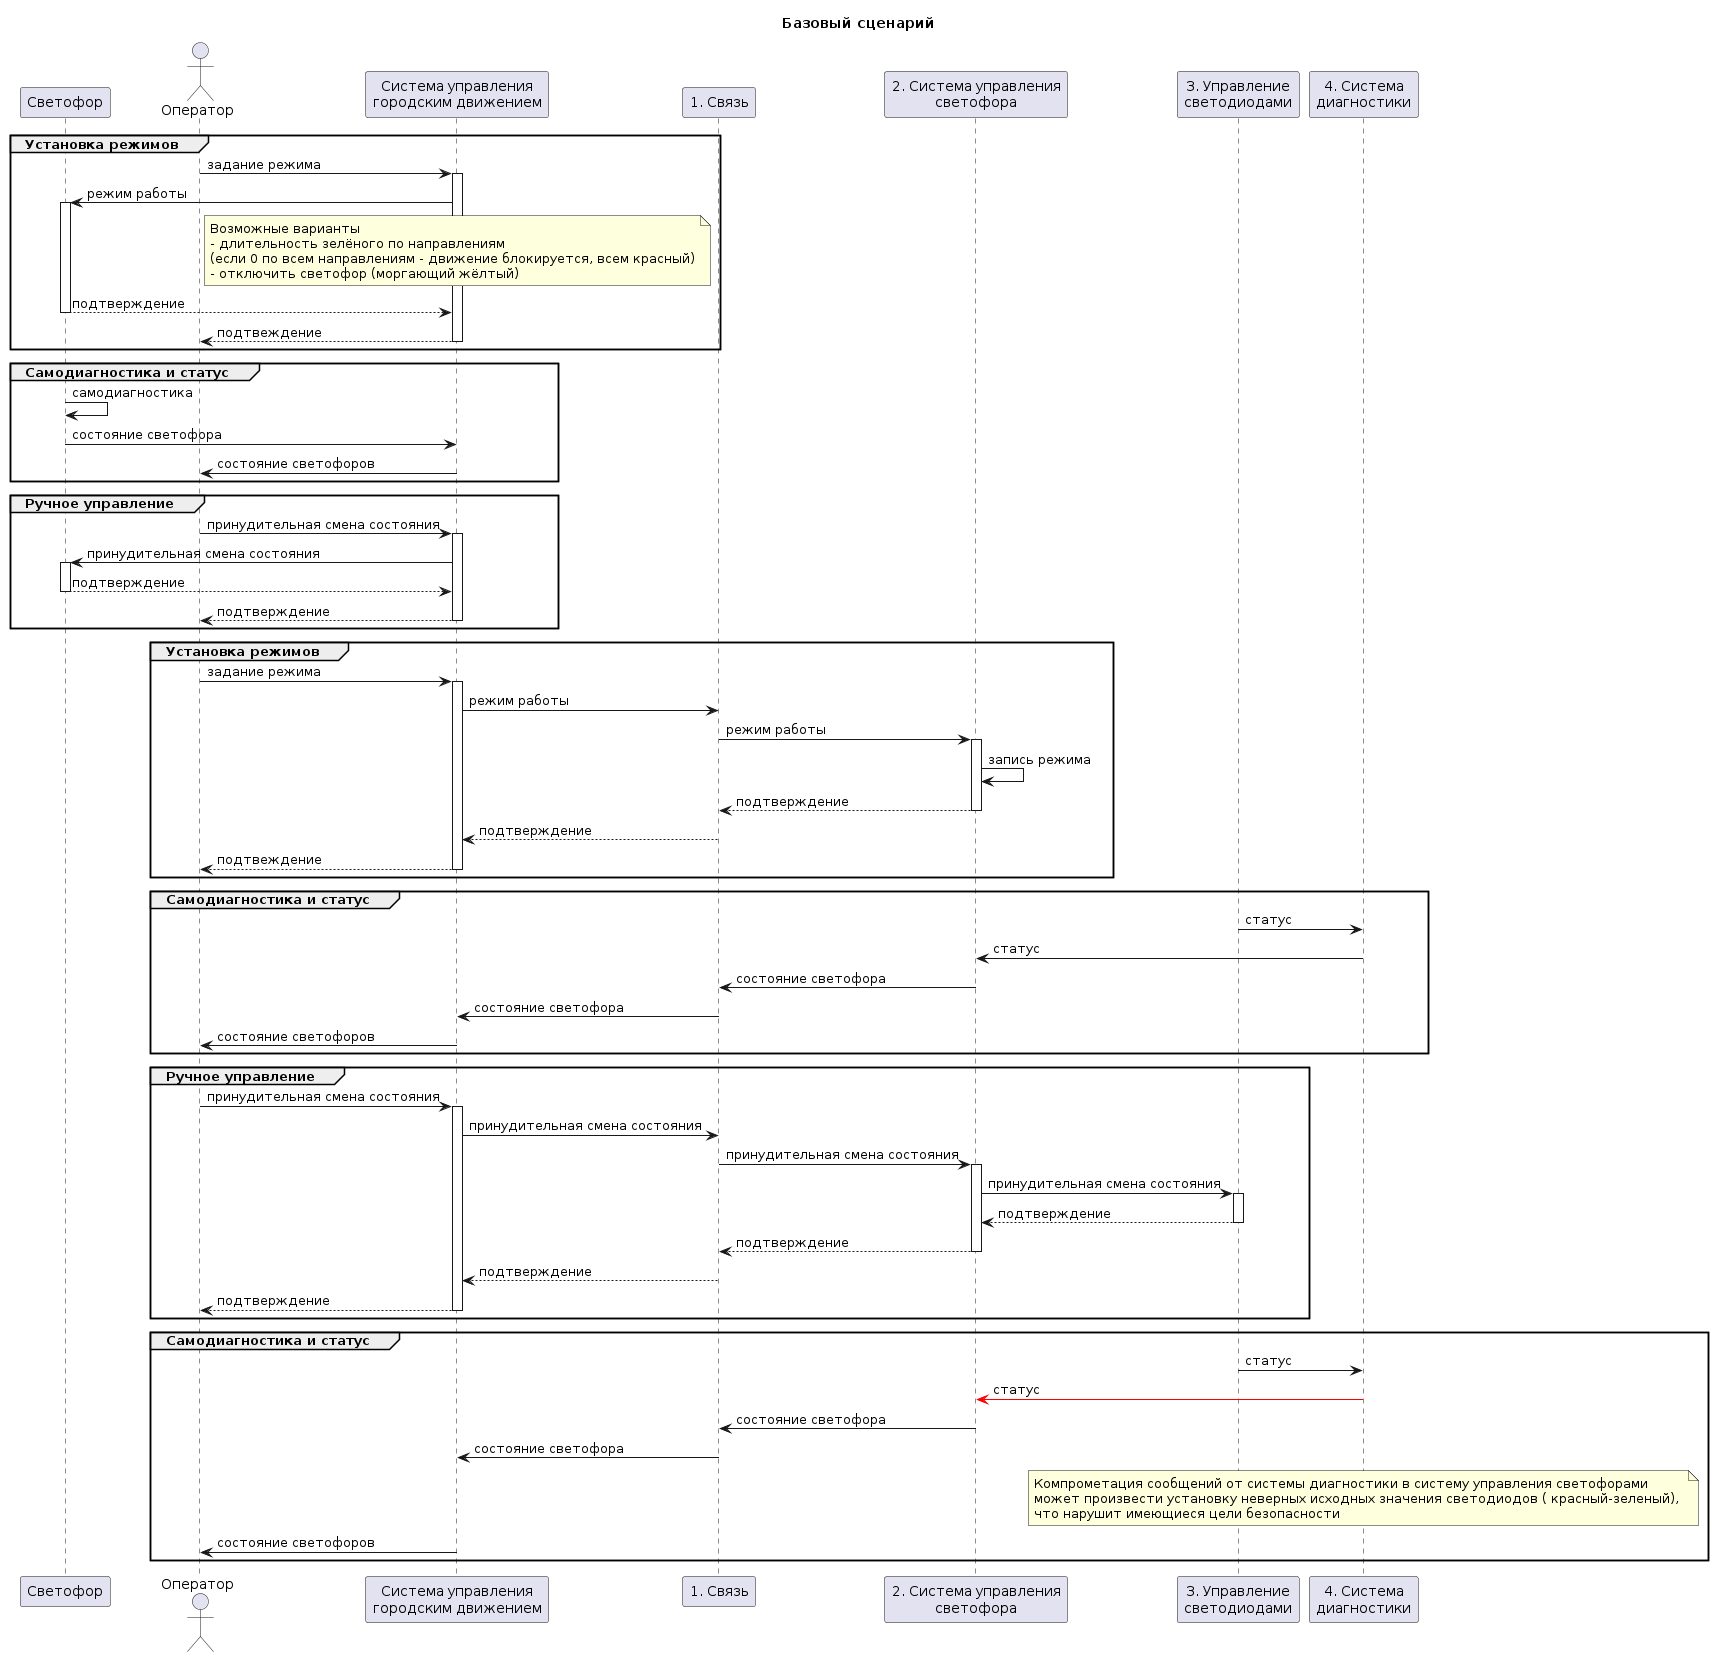 Базовый сценарий
Светофор
Оператор
Система управления
городским движением
1. Связь
2. Система управления
светофора
3. Управление
светодиодами
4. Система
диагностики
Установка режимов
задание режима
режим работы
Возможные варианты
- длительность зелёного по направлениям
(если 0 по всем направлениям - движение блокируется, всем красный)
- отключить светофор (моргающий жёлтый)
подтверждение
подтвеждение
Самодиагностика и статус
самодиагностика
состояние светофора
состояние светофоров
Ручное управление
принудительная смена состояния
принудительная смена состояния
подтверждение
подтверждение
Установка режимов
задание режима
режим работы
режим работы
запись режима
подтверждение
подтверждение
подтвеждение
Самодиагностика и статус
статус
статус
состояние светофора
состояние светофора
состояние светофоров
Ручное управление
принудительная смена состояния
принудительная смена состояния
принудительная смена состояния
принудительная смена состояния
подтверждение
подтверждение
подтверждение
подтверждение
Самодиагностика и статус
статус
статус
состояние светофора
состояние светофора
Компрометация сообщений от системы диагностики в систему управления светофорами
может произвести установку неверных исходных значения светодиодов ( красный-зеленый),
что нарушит имеющиеся цели безопасности
состояние светофоров
Светофор
Оператор
Система управления
городским движением
1. Связь
2. Система управления
светофора
3. Управление
светодиодами
4. Система
диагностики